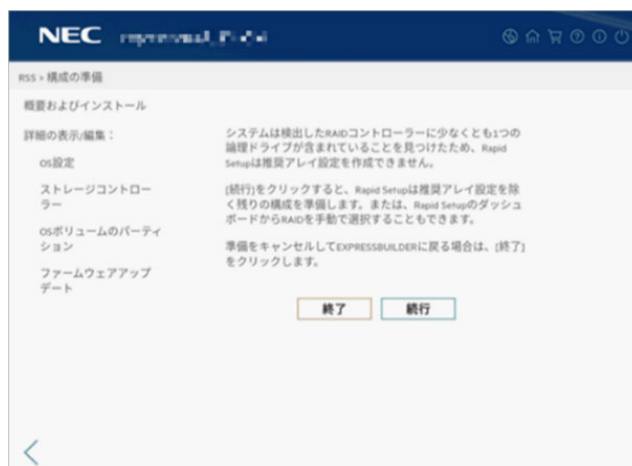 NEC
RSS » 構成の準備
概要およびインストール
詳細の表示/編集：
OS設定
ストレージコントロー
ラー
OSボリュームのパーティ
ション
ファームウェアアップ
デート
システムは検出したRAIDコントローラーに少なくとも1つの
論理ドライブが含まれていることを見つけたため、Rapid
Setupは推奨アレイ設定を作成できません。
[続行]をクリックすると、Rapid Setupは推奨アレイ設定を除
く残りの構成を準備します。または、Rapid Setupのダッシュ
ボードからRAIDを手動で選択することもできます。
準備をキャンセルしてEXPRESSBUILDERに戻る場合は、[終了]
をクリックします。
終了 続行